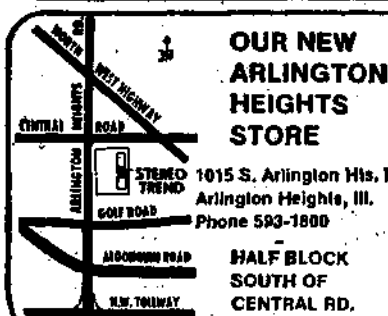 OUR NEW
ARLINGTON
HEIGHTS
STORE
1015 S. Arlington Hts.
Arlington Heights, Ill.
Phone 593-1800
HALF BLOCK
SOUTH OF
CENTRAL RD.
RD.
NORTH
WEST HIGHWAY
HEIGHTS
CENTRAL ROAD
ARLINGTON
STEREO
TREND
GOLF ROAD
ALGONQUIN ROAD
N.W. TOLLWAY